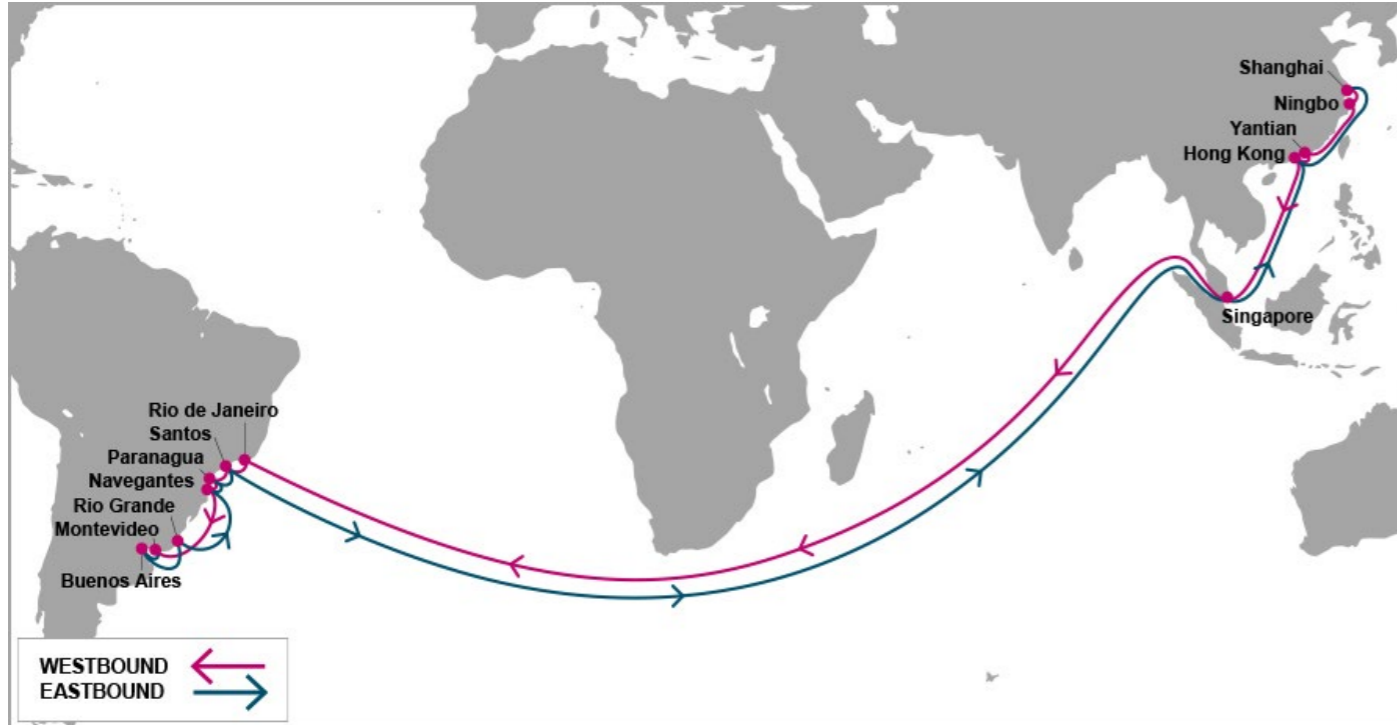 Shanghai
Ningbo
Yantian
Hong Kong
Singapore
Rio de Janeiro
Santos
Paranagua
Navegantes
Rio Grande
Montevideo
Buenos Aires
WESTBOUND
EASTBOUND